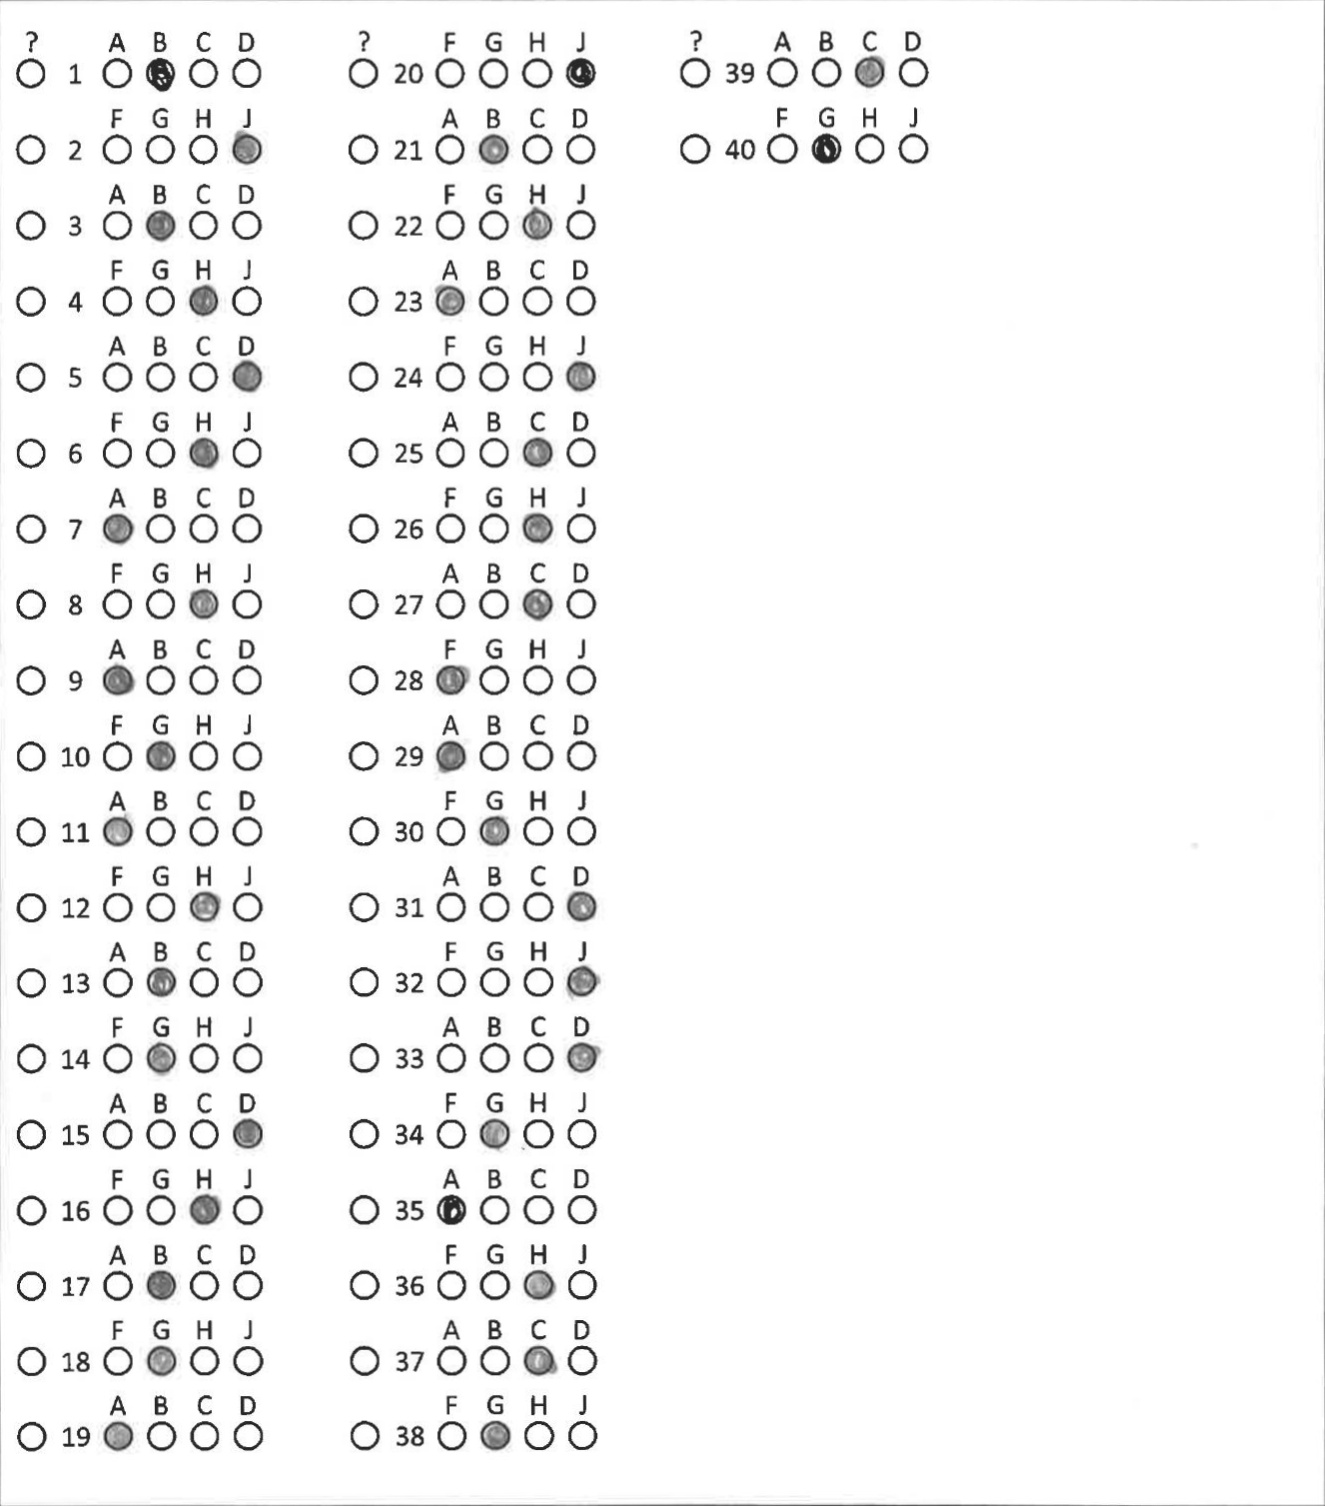 ? A B C D
1
F G H J
2
A B C D
3
F G H J
4
A B C D
5
F G H J
6
A B C D
7
F G H J
8
A B C D
9
F G H J
10
A B C D
11
F G H J
12
A B C D
13
F G H J
14
A B C D
15
F G H J
16
A B C D
17
F G H J
18
A B C D
19
? F G H J
20
A B C D
21
F G H J
22
A B C D
23
F G H J
24
A B C D
25
F G H J
26
A B C D
27
F G H J
28
A B C D
29
F G H J
30
A B C D
31
F G H J
32
A B C D
33
F G H J
34
A B C D
35
F G H J
36
A B C D
37
F G H J
38
? A B C D
39
F G H J
40